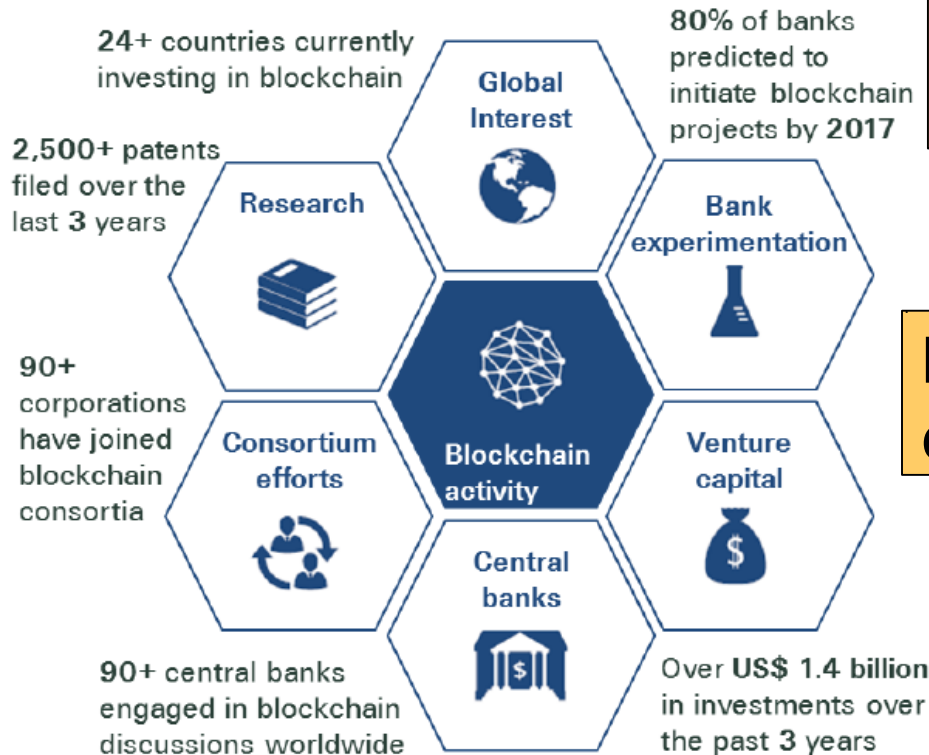 24+ countries currently
investing in blockchain
Global
Interest
80% of banks
predicted to
initiate blockchain
projects by 2017
2,500+ patents
filed over the
last 3 years
Research
Bank
experimentation
90+
corporations
have joined
blockchain
consortia
Consortium
efforts
Blockchain
activity
Venture
capital
Central
banks
90+ central banks
engaged in blockchain
discussions worldwide
Over US$ 1.4 billion
in investments over
the past 3 years
$
$